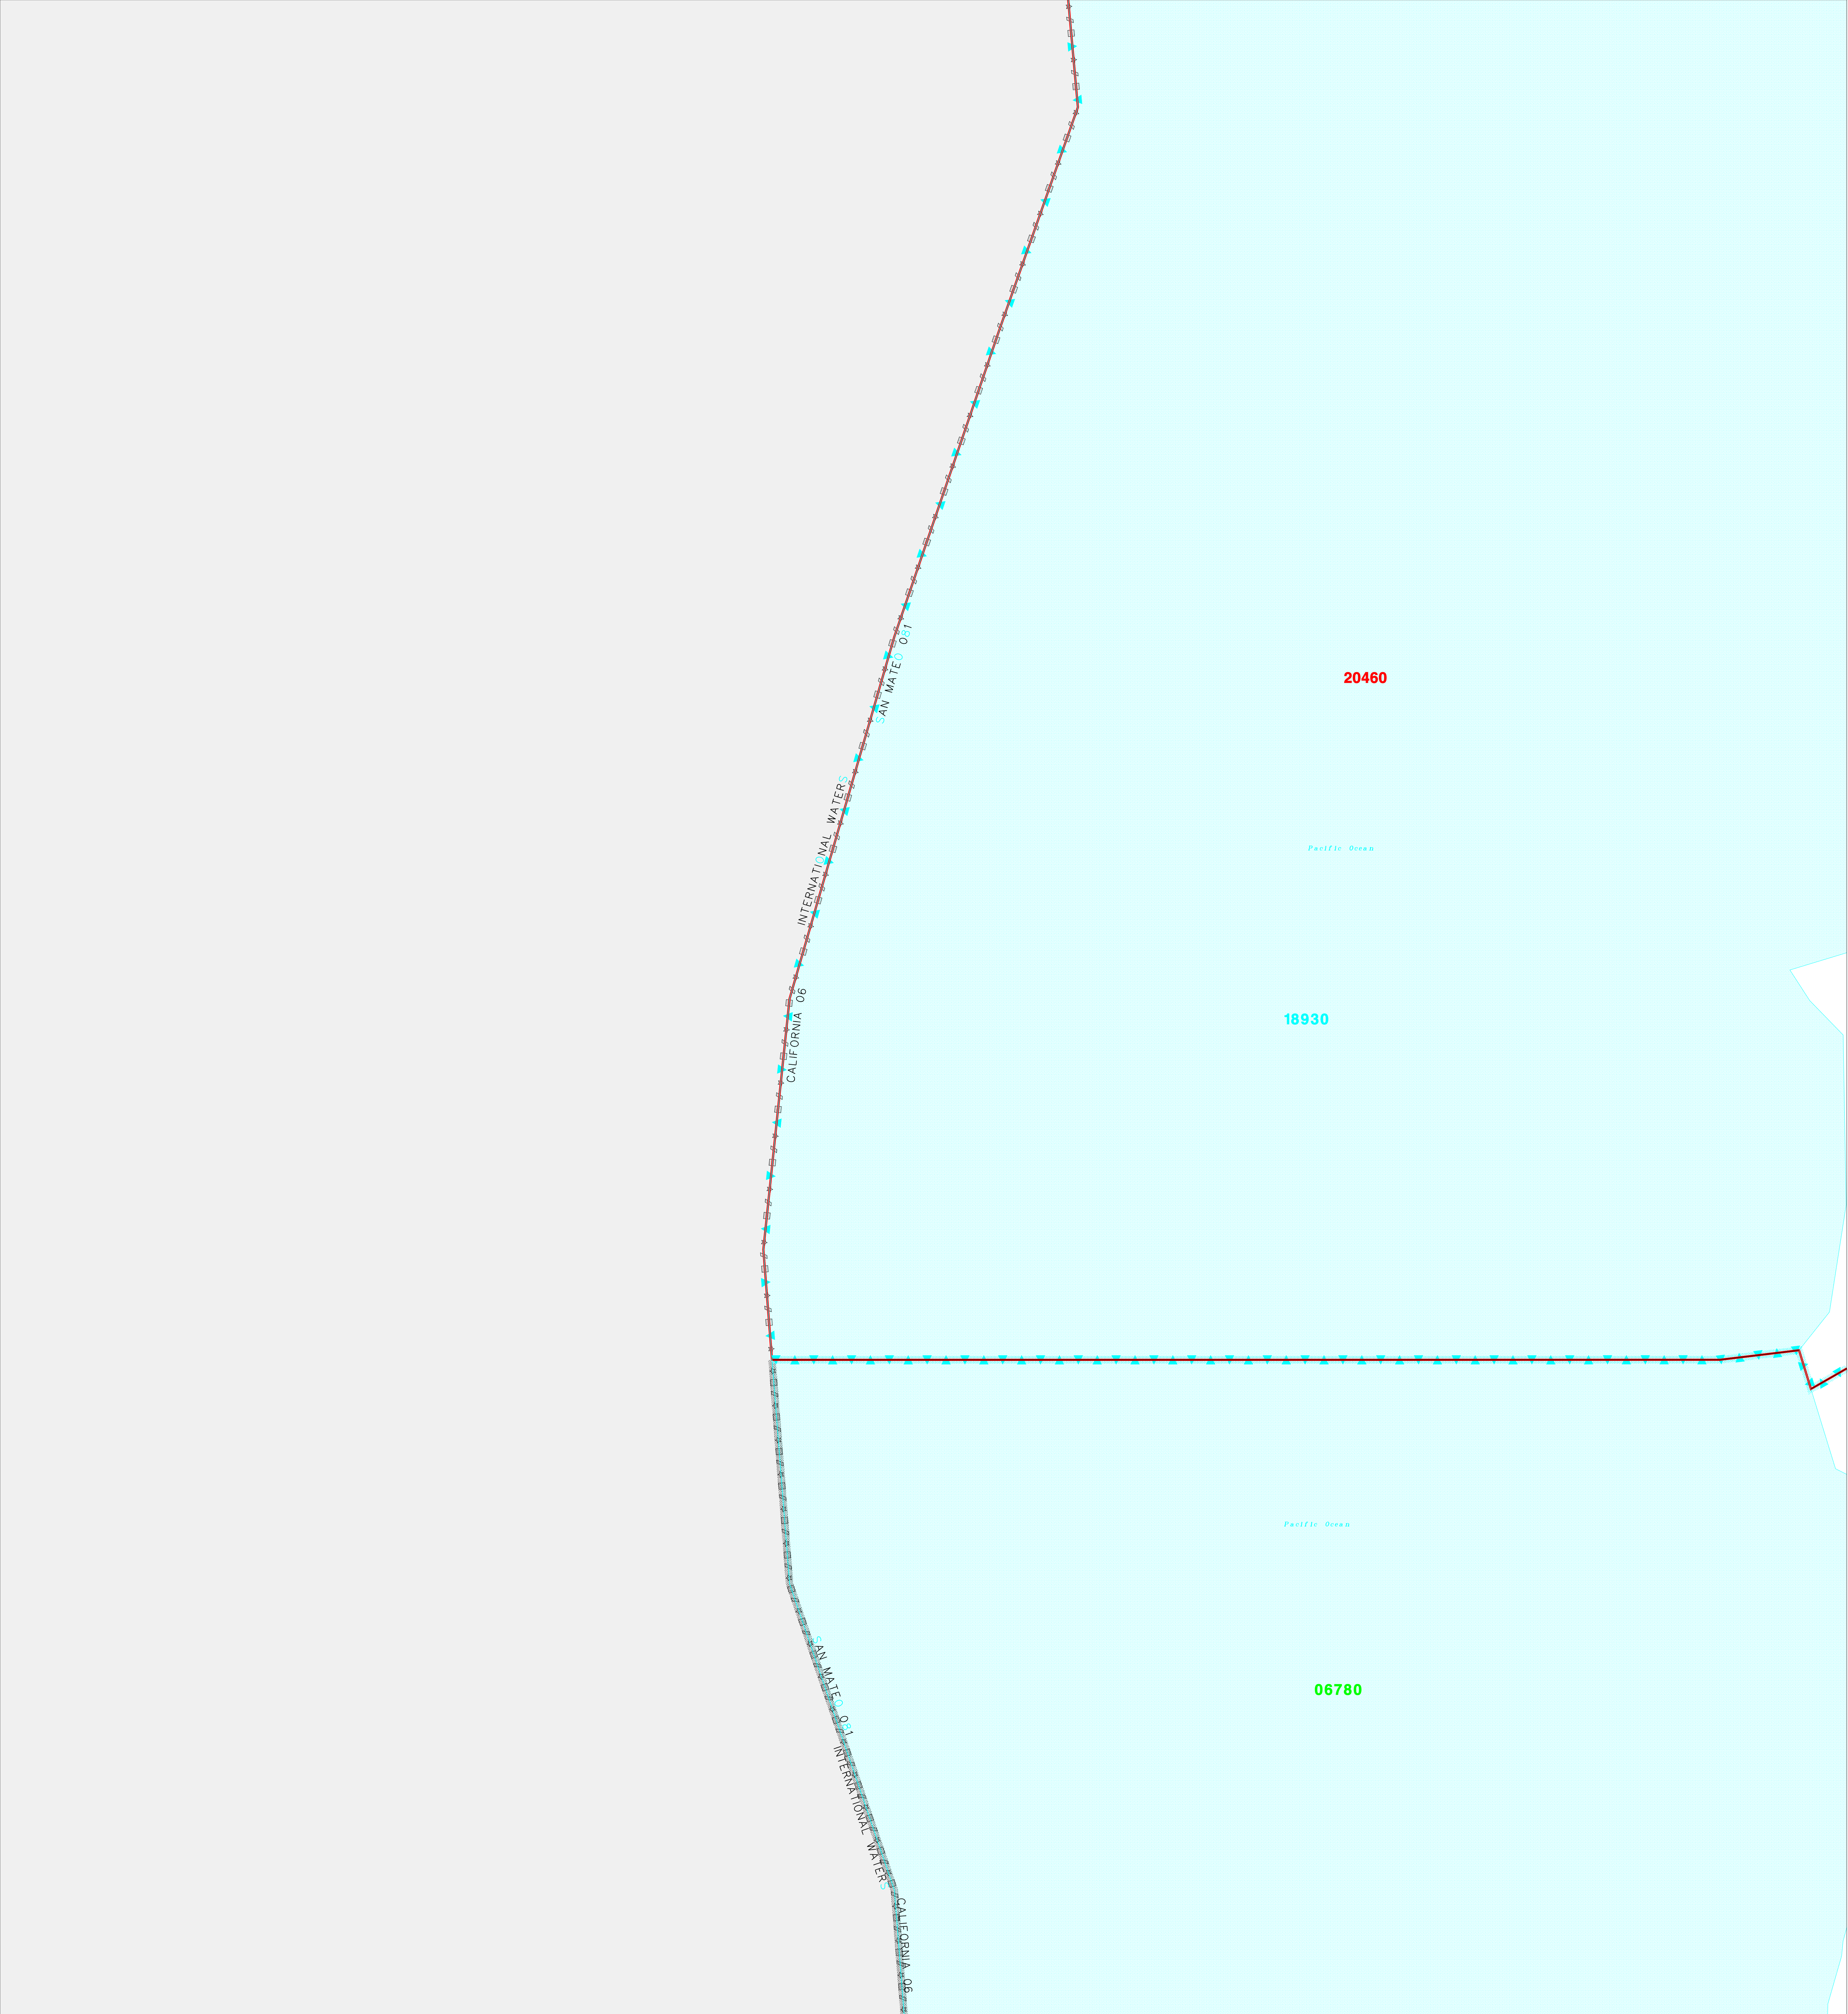 SAN MATEO 081
20460
INTERNATIONAL WATERS
Pacific Ocean
CALIFORNIA 06
18930
Pacific Ocean
SAN MATEO 081
06780
INTERNATIONAL WATERS
CALIFORNIA 06